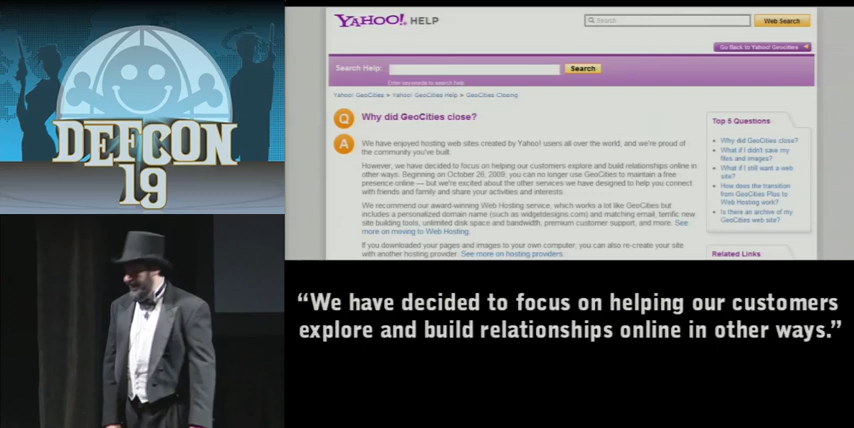 DEFCON
19
YAHOO! HELP
Search
Web Search
Go Back to Yahoo! Geocities
Search Help:
Search
Enter keywords to search help.
Yahoo! GeoCities > Yahoo! GeoCities Help > GeoCities Closing
Q
Why did GeoCities close?
A
We have enjoyed hosting web sites created by Yahoo! users all over the world, and we're proud of
the community you've built.
However, we have decided to focus on helping our customers explore and build relationships online in
other ways. Beginning on October 26, 2009, you can no longer use GeoCities to maintain a free
presence online — but we're excited about the other services we have designed to help you connect
with friends and family and share your activities and interests.
We recommend our award-winning Web Hosting service, which works a lot like GeoCities but
includes a personalized domain name (such as widgetdesigns.com) and matching email, terrific new
site building tools, unlimited disk space and bandwidth, premium customer support, and more. See
more on moving to Web Hosting.
If you downloaded your pages and images to your own computer, you can also re-create your site
with another hosting provider. See more on hosting providers.
Top 5 Questions
• Why did GeoCities close?
• What if I didn't save my
files and images?
• What if I still want a web
site?
• How does the transition
from GeoCities Plus to
Web Hosting work?
• Is there an archive of my
GeoCities web site?
Related Links
“We have decided to focus on helping our customers
explore and build relationships online in other ways.”